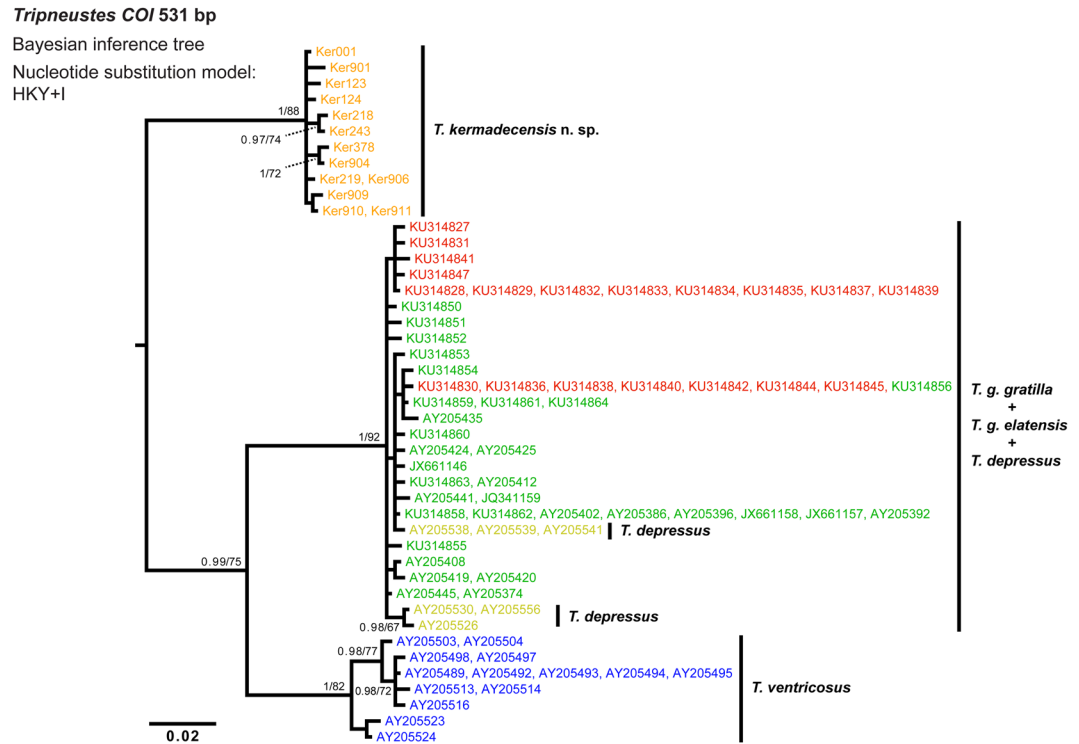 Tripneustes COI 531 bp
Bayesian inference tree
Nucleotide substitution model:
HKY+I
Ker001
Ker901
Ker123
Ker124
1/88
Ker218
0.97/74
Ker243
T. kermadecensis n. sp.
Ker378
Ker904
1/72
Ker219, Ker906
Ker909
Ker910, Ker911
KU314827
KU314831
KU314841
KU314847
KU314828, KU314829, KU314832, KU314833, KU314834, KU314835, KU314837, KU314839
KU314850
KU314851
KU314852
KU314853
KU314854
KU314830, KU314836, KU314838, KU314840, KU314842, KU314844, KU314845, KU314856
KU314859, KU314861, KU314864
AY205435
T. g. gratilla
+
T. g. elatensis
+
T. depressus
1/92
KU314860
AY205424, AY205425
JX661146
KU314863, AY205412
AY205441, JQ341159
KU314858, KU314862, AY205402, AY205386, AY205396, JX661158, JX661157, AY205392
AY205538, AY205539, AY205541
T. depressus
KU314855
0.99/75
AY205408
AY205419, AY205420
AY205445, AY205374
AY205530, AY205556
T. depressus
AY205526
0.98/67
AY205503, AY205504
0.98/77
AY205498, AY205497
AY205489, AY205492, AY205493, AY205494, AY205495
1/82
0.98/72
AY205513, AY205514
T. ventricosus
AY205516
AY205523
AY205524
0.02